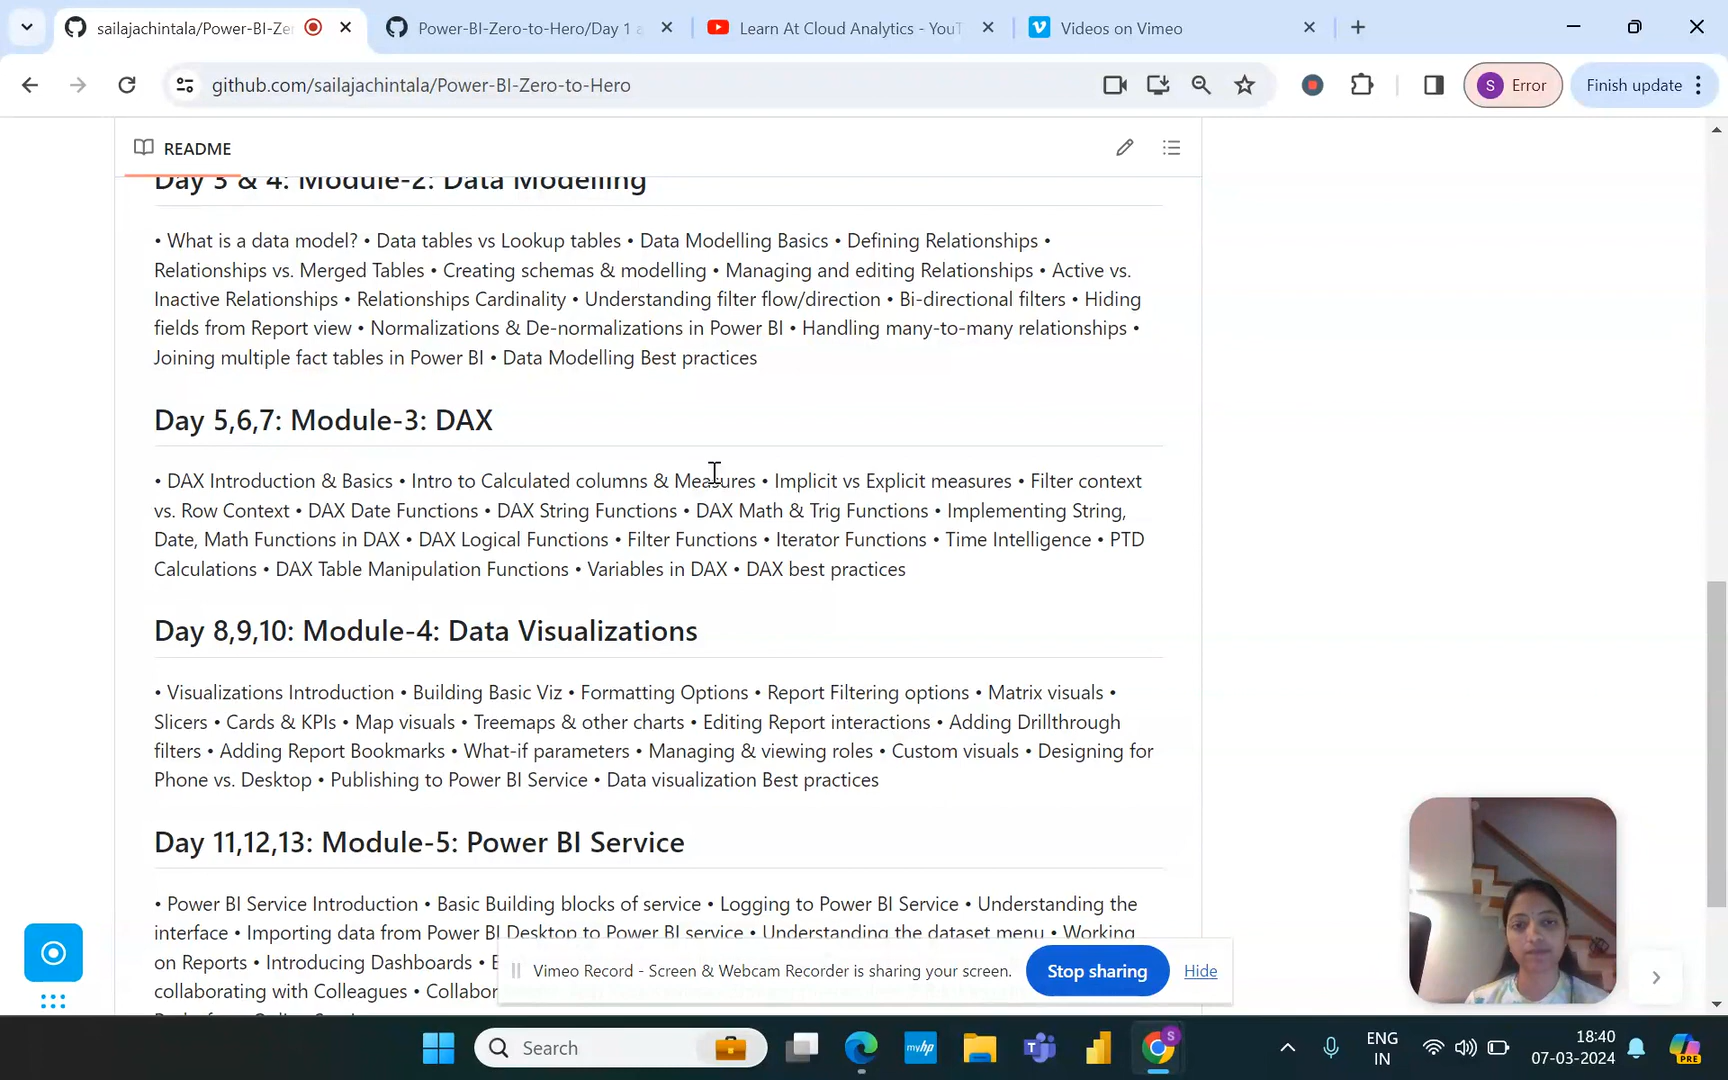 sailajachintala/Power-BI-Ze
Power-BI-Zero-to-Hero/Day 1 a
Learn At Cloud Analytics - YouT
Videos on Vimeo
github.com/sailajachintala/Power-BI-Zero-to-Hero
S Error
Finish update
README
Day 3 & 4: Module-2: Data Modelling
• What is a data model? • Data tables vs Lookup tables • Data Modelling Basics • Defining Relationships •
Relationships vs. Merged Tables • Creating schemas & modelling • Managing and editing Relationships • Active vs.
Inactive Relationships • Relationships Cardinality • Understanding filter flow/direction • Bi-directional filters • Hiding
fields from Report view • Normalizations & De-normalizations in Power BI • Handling many-to-many relationships •
Joining multiple fact tables in Power BI • Data Modelling Best practices
Day 5,6,7: Module-3: DAX
• DAX Introduction & Basics • Intro to Calculated columns & Measures • Implicit vs Explicit measures • Filter context
vs. Row Context • DAX Date Functions • DAX String Functions • DAX Math & Trig Functions • Implementing String,
Date, Math Functions in DAX • DAX Logical Functions • Filter Functions • Iterator Functions • Time Intelligence • PTD
Calculations • DAX Table Manipulation Functions • Variables in DAX • DAX best practices
Day 8,9,10: Module-4: Data Visualizations
• Visualizations Introduction • Building Basic Viz • Formatting Options • Report Filtering options • Matrix visuals •
Slicers • Cards & KPIs • Map visuals • Treemaps & other charts • Editing Report interactions • Adding Drillthrough
filters • Adding Report Bookmarks • What-if parameters • Managing & viewing roles • Custom visuals • Designing for
Phone vs. Desktop • Publishing to Power BI Service • Data visualization Best practices
Day 11,12,13: Module-5: Power BI Service
• Power BI Service Introduction • Basic Building blocks of service • Logging to Power BI Service • Understanding the
interface • Importing data from Power BI Desktop to Power BI service • Understanding the dataset menu • Working
on Reports • Introducing Dashboards •
collaborating with Colleagues • Collabor
Vimeo Record - Screen & Webcam Recorder is sharing your screen.
Stop sharing
Hide
Search
myhp
S
ENG
IN
18:40
07-03-2024
PRE